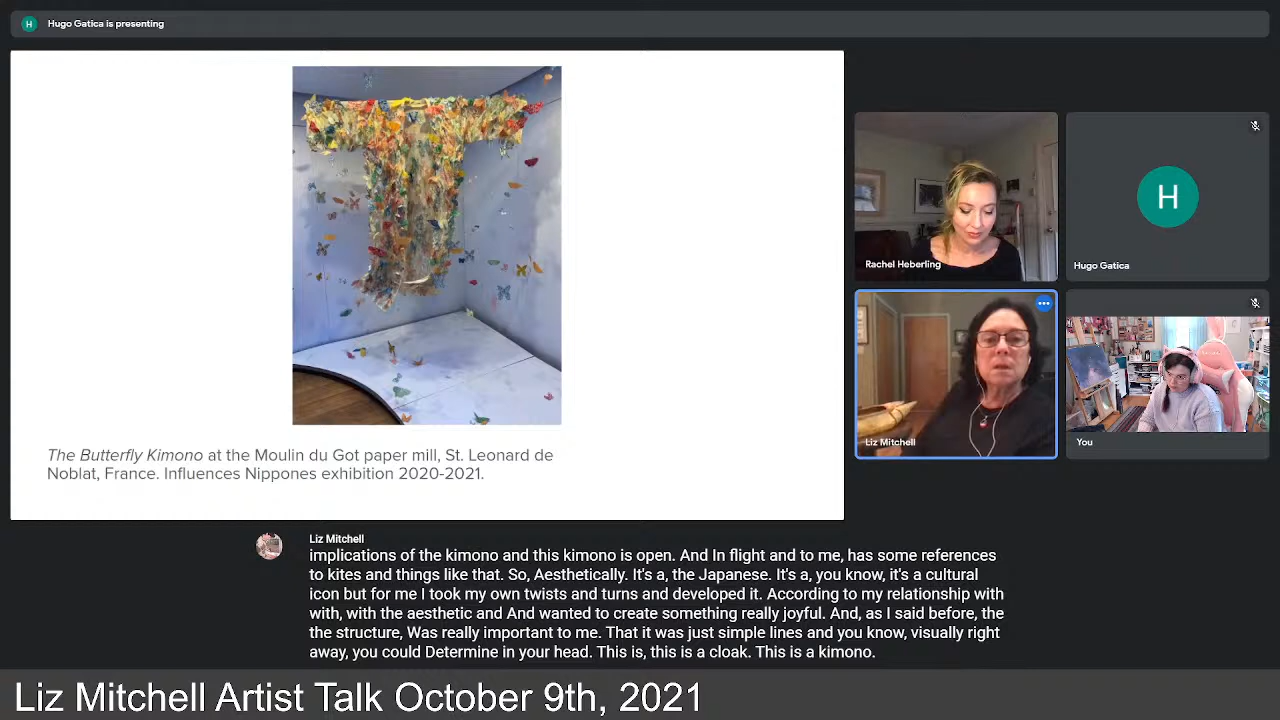 H Hugo Gatica is presenting
The Butterfly Kimono at the Moulin du Got paper mill, St. Leonard de
Noblat, France. Influences Nippones exhibition 2020-2021.
Rachel Heberling
H
Hugo Gatica
Liz Mitchell
You
Liz Mitchell
implications of the kimono and this kimono is open. And In flight and to me, has some references
to kites and things like that. So, Aesthetically. It's a, the Japanese. It's a, you know, it's a cultural
icon but for me I took my own twists and turns and developed it. According to my relationship with
with, with the aesthetic and And wanted to create something really joyful. And, as I said before, the
the structure, Was really important to me. That it was just simple lines and you know, visually right
away, you could Determine in your head. This is, this is a cloak. This is a kimono.
Liz Mitchell Artist Talk October 9th, 2021